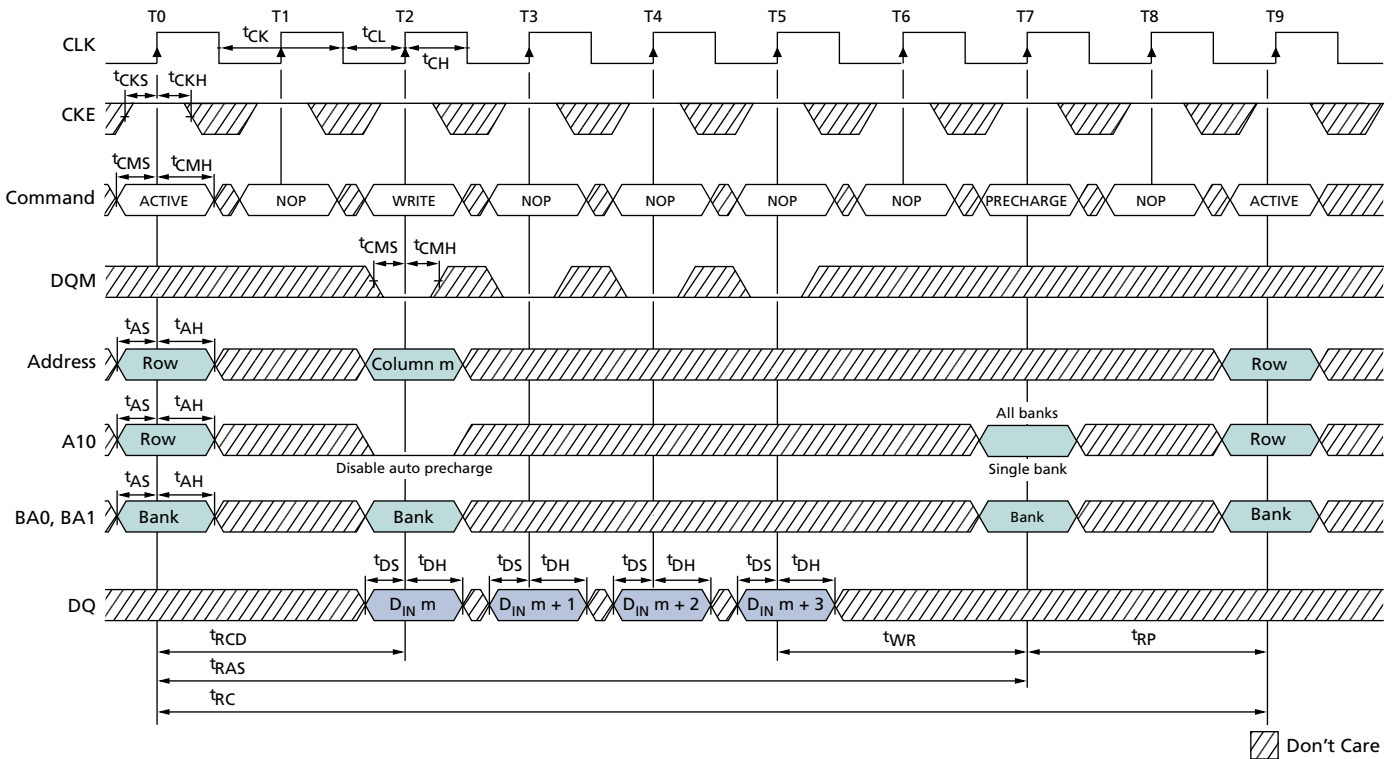 T0 T1 T2 T3 T4 T5 T6 T7 T8 T9
CLK tCK tCL tCH
tCKS tCKH
CKE
tCMS tCMH
Command ACTIVE NOP WRITE NOP NOP NOP NOP PRECHARGE NOP ACTIVE
tCMS tCMH
DQM
tAS tAH
Address Row Column m Row
tAS tAH All banks
A10 Row Row
Disable auto precharge Single bank
tAS tAH
BA0, BA1 Bank Bank Bank Bank
tDS tDH tDS tDH tDS tDH tDS tDH
DQ DIN m DIN m + 1 DIN m + 2 DIN m + 3
tRCD tWR tRP
tRAS
tRC
Don't Care